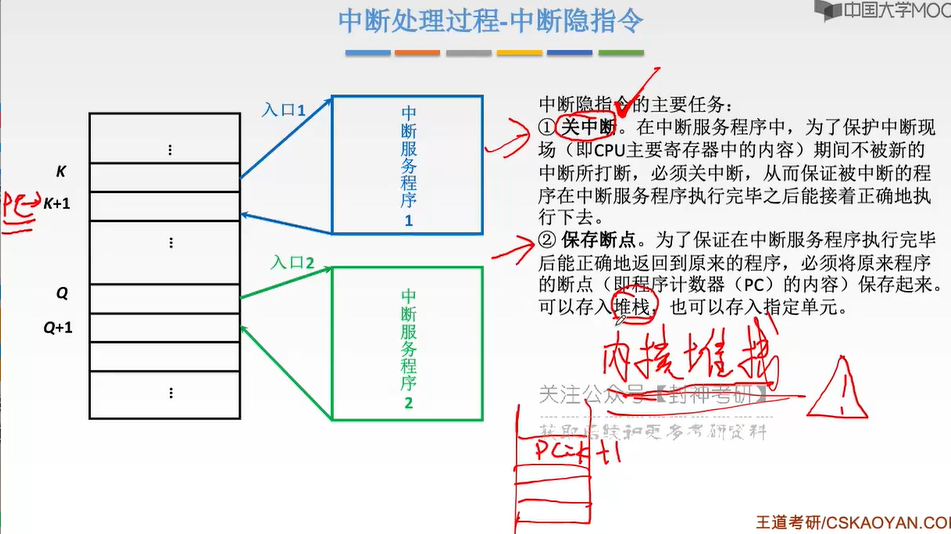 中断处理过程-中断隐指令
中国大学MOO
入口1
中断服务程序1
K
PC→
K+1
入口2
中断服务程序2
Q
Q+1
中断隐指令的主要任务：
① 关中断。在中断服务程序中，为了保护中断现
场（即CPU主要寄存器中的内容）期间不被新的
中断所打断，必须关中断，从而保证被中断的程
序在中断服务程序执行完毕之后能接着正确地执
行下去。
② 保存断点。为了保证在中断服务程序执行完毕
后能正确地返回到原来的程序，必须将原来程序
的断点（即程序计数器（PC）的内容）保存起来。
可以存入堆栈，也可以存入指定单元。
堆栈
关注公众号【封神考研】
获取后续和更多考研资料
PC=K+1
王道考研/CSKAOYAN.COM